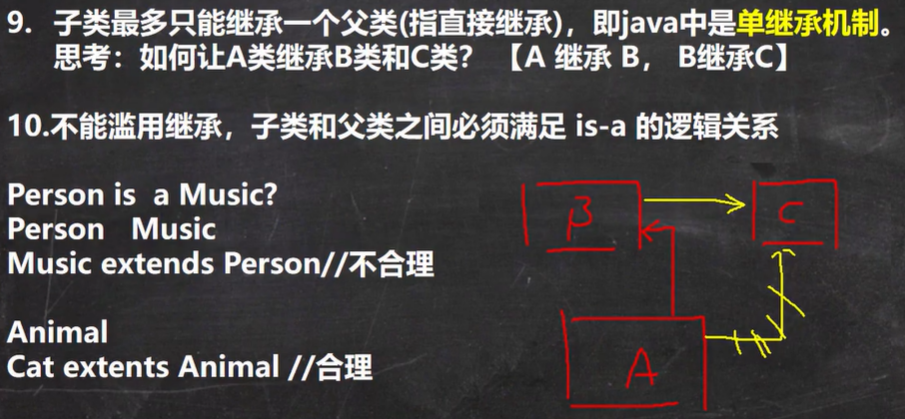 9. 子类最多只能继承一个父类(指直接继承)，即java中是单继承机制。
思考：如何让A类继承B类和C类？ 【A 继承 B， B继承C】
10.不能滥用继承，子类和父类之间必须满足 is-a 的逻辑关系
Person is a Music?
Person Music
Music extends Person//不合理
Animal
Cat extents Animal //合理
B
C
A